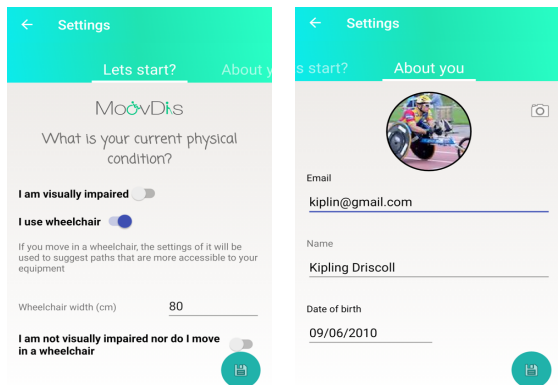 Settings
Lets start?
About y
MoovDis
What is your current physical
condition?
I am visually impaired
I use wheelchair
If you move in a wheelchair, the settings of it will be
used to suggest paths that are more accessible to your
equipment
Wheelchair width (cm) 80
I am not visually impaired nor do I move
in a wheelchair
Settings
s start?
About you
Email
kiplin@gmail.com
Name
Kipling Driscoll
Date of birth
09/06/2010